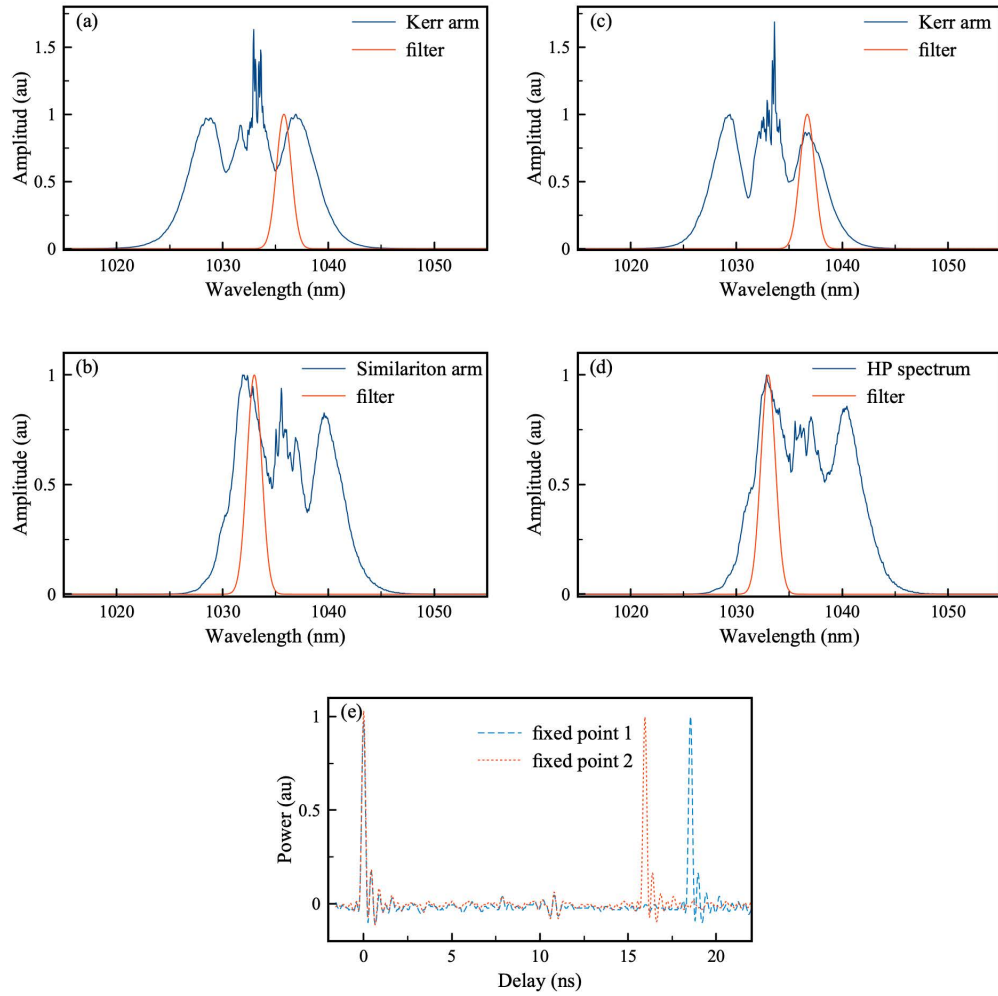 (a)
Kerr arm
filter
1.5
1
0.5
0
Amplitud (au)
1020 1030 1040 1050
Wavelength (nm)
(c)
Kerr arm
filter
1.5
1
0.5
0
Amplitud (au)
1020 1030 1040 1050
Wavelength (nm)
(b)
Similariton arm
filter
1
0.5
0
Amplitude (au)
1020 1030 1040 1050
Wavelength (nm)
(d)
HP spectrum
filter
1
0.5
0
Amplitude (au)
1020 1030 1040 1050
Wavelength (nm)
(e)
fixed point 1
fixed point 2
1
0.5
0
Power (au)
0 5 10 15 20
Delay (ns)